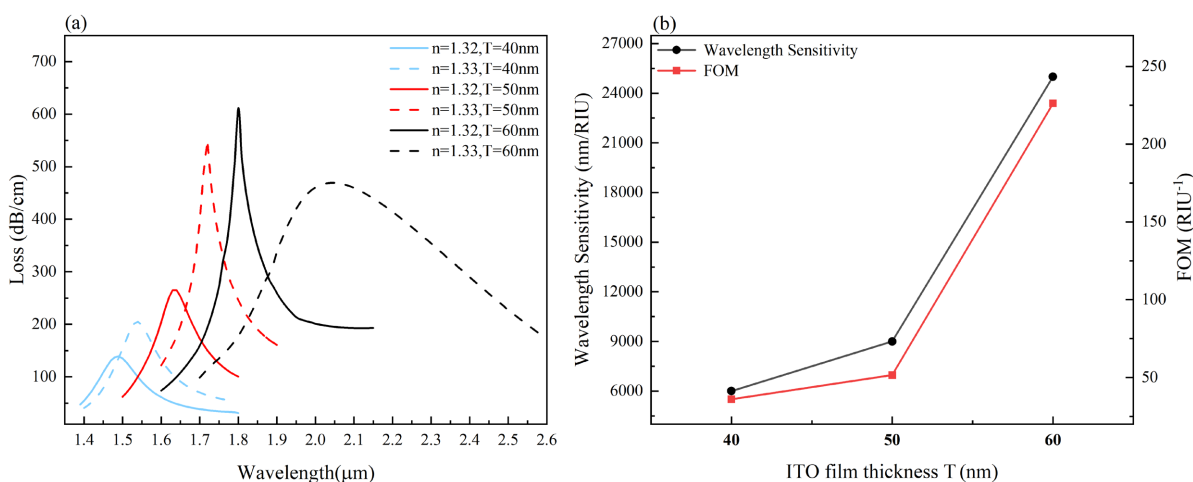 (a)
n=1.32,T=40nm
n=1.33,T=40nm
n=1.32,T=50nm
n=1.33,T=50nm
n=1.32,T=60nm
n=1.33,T=60nm
Loss (dB/cm)
700
600
500
400
300
200
100
1.4 1.5 1.6 1.7 1.8 1.9 2.0 2.1 2.2 2.3 2.4 2.5 2.6
Wavelength(μm)
(b)
Wavelength Sensitivity
FOM
Wavelength Sensitivity (nm/RIU)
27000
24000
21000
18000
15000
12000
9000
6000
40 50 60
ITO film thickness T (nm)
250
200
150
100
50
FOM (RIU⁻¹)